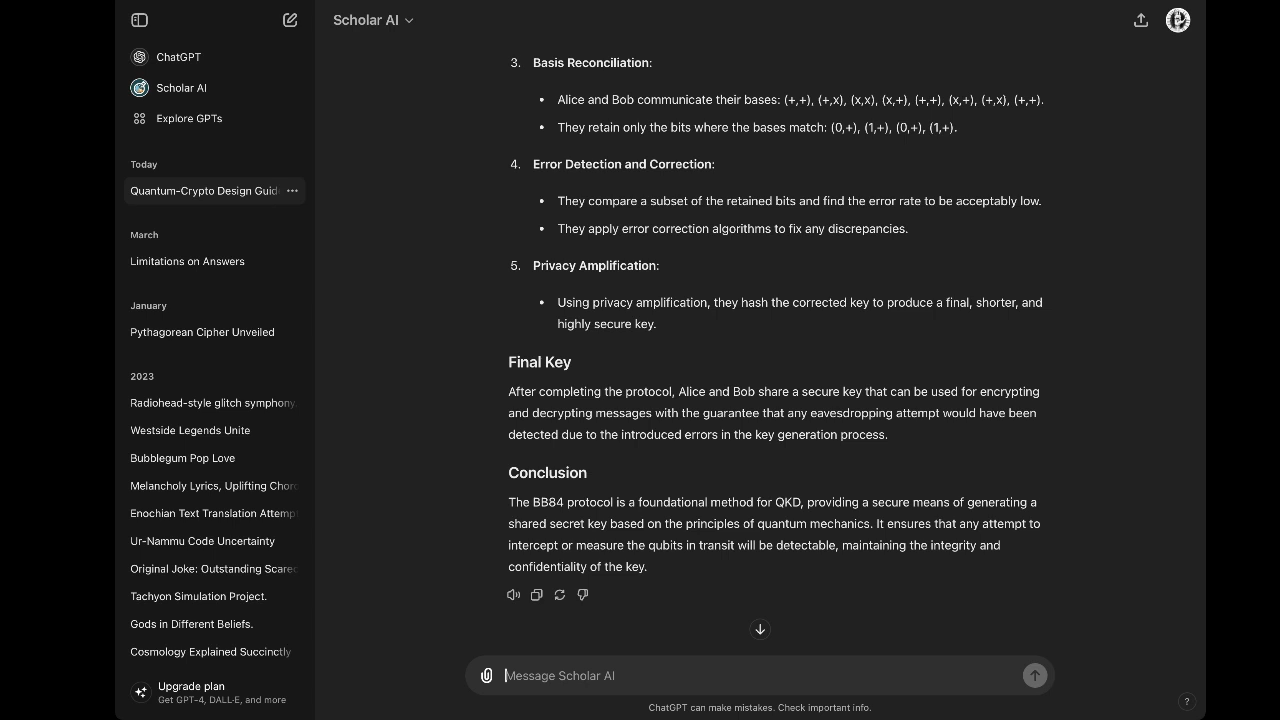 Scholar AI
ChatGPT
Scholar AI
Explore GPTs
Today
Quantum-Crypto Design Guid
March
Limitations on Answers
January
Pythagorean Cipher Unveiled
2023
Radiohead-style glitch symphony.
Westside Legends Unite
Bubblegum Pop Love
Melancholy Lyrics, Uplifting Chor
Enochian Text Translation Attempt
Ur-Nammu Code Uncertainty
Original Joke: Outstanding Scarec
Tachyon Simulation Project.
Gods in Different Beliefs.
Cosmology Explained Succinctly
Upgrade plan
Get GPT-4, DALL·E, and more
3. Basis Reconciliation:
• Alice and Bob communicate their bases: (+,+), (+,x), (x,x), (x,+), (+,+), (x,+), (+,x), (+,+).
• They retain only the bits where the bases match: (0,+), (1,+), (0,+), (1,+).
4. Error Detection and Correction:
• They compare a subset of the retained bits and find the error rate to be acceptably low.
• They apply error correction algorithms to fix any discrepancies.
5. Privacy Amplification:
• Using privacy amplification, they hash the corrected key to produce a final, shorter, and
highly secure key.
Final Key
After completing the protocol, Alice and Bob share a secure key that can be used for encrypting
and decrypting messages with the guarantee that any eavesdropping attempt would have been
detected due to the introduced errors in the key generation process.
Conclusion
The BB84 protocol is a foundational method for QKD, providing a secure means of generating a
shared secret key based on the principles of quantum mechanics. It ensures that any attempt to
intercept or measure the qubits in transit will be detectable, maintaining the integrity and
confidentiality of the key.
Message Scholar AI
ChatGPT can make mistakes. Check important info.
?